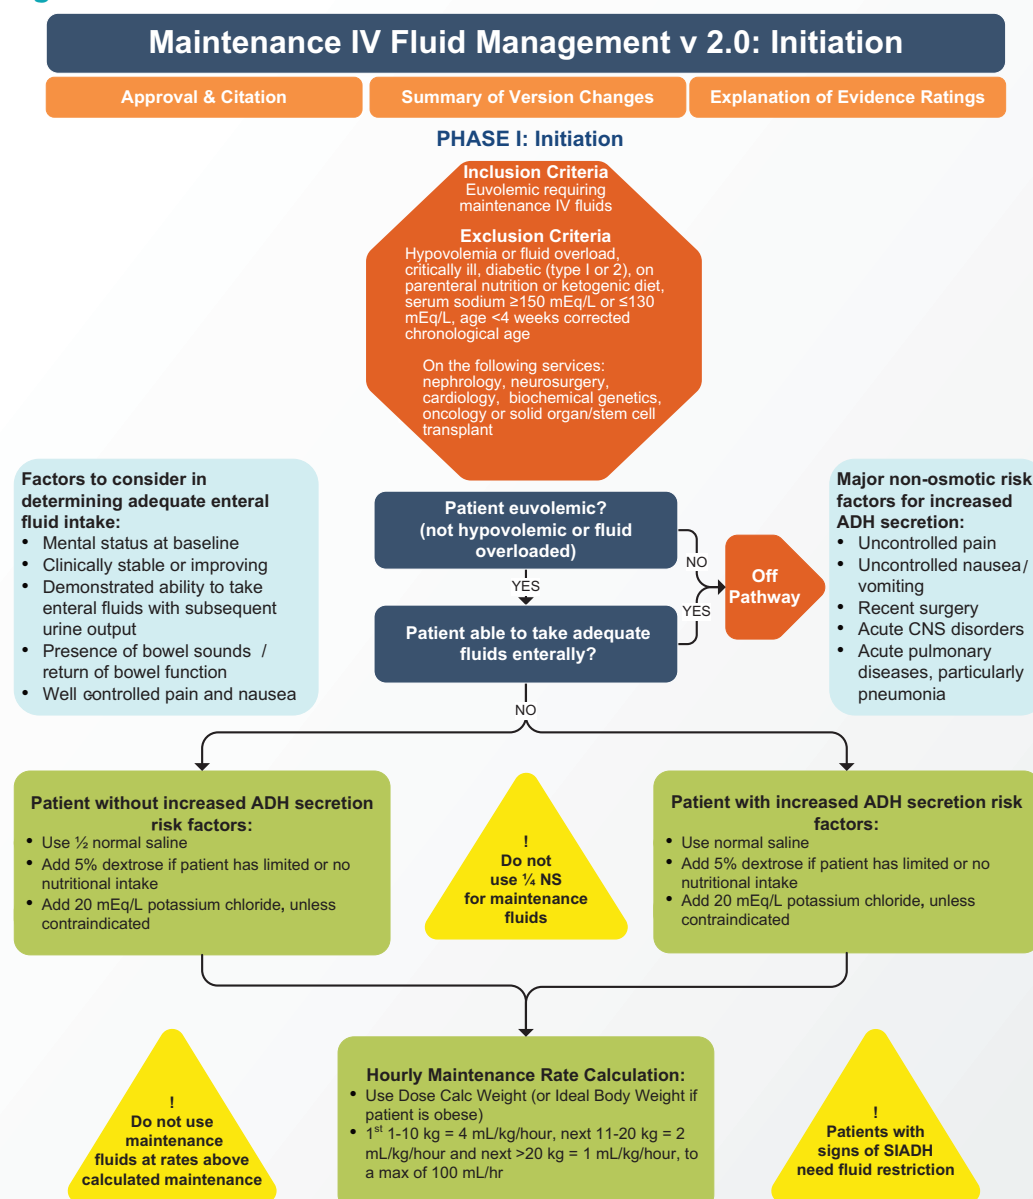 Maintenance IV Fluid Management v 2.0: Initiation
Approval & Citation
Summary of Version Changes
Explanation of Evidence Ratings
PHASE I: Initiation
Inclusion Criteria
Euvolemic requiring
maintenance IV fluids
Exclusion Criteria
Hypovolemia or fluid overload,
critically ill, diabetic (type I or 2), on
parenteral nutrition or ketogenic diet,
serum sodium ≥150 mEq/L or ≤130
mEq/L, age <4 weeks corrected
chronological age
On the following services:
nephrology, neurosurgery,
cardiology, biochemical genetics,
oncology or solid organ/stem cell
transplant
Factors to consider in
determining adequate enteral
fluid intake:
• Mental status at baseline
• Clinically stable or improving
• Demonstrated ability to take
enteral fluids with subsequent
urine output
• Presence of bowel sounds /
return of bowel function
• Well controlled pain and nausea
Patient euvolemic?
(not hypovolemic or fluid
overloaded)
NO
YES
YES
Off
Pathway
Patient able to take adequate
fluids enterally?
NO
Major non-osmotic risk
factors for increased
ADH secretion:
• Uncontrolled pain
• Uncontrolled nausea/
vomiting
• Recent surgery
• Acute CNS disorders
• Acute pulmonary
diseases, particularly
pneumonia
Patient without increased ADH secretion
risk factors:
• Use ½ normal saline
• Add 5% dextrose if patient has limited or no
nutritional intake
• Add 20 mEq/L potassium chloride, unless
contraindicated
!
Do not
use ¼ NS
for maintenance
fluids
Patient with increased ADH secretion risk
factors:
• Use normal saline
• Add 5% dextrose if patient has limited or no
nutritional intake
• Add 20 mEq/L potassium chloride, unless
contraindicated
!
Do not use
maintenance
fluids at rates above
calculated maintenance
Hourly Maintenance Rate Calculation:
• Use Dose Calc Weight (or Ideal Body Weight if
patient is obese)
• 1st 1-10 kg = 4 mL/kg/hour, next 11-20 kg = 2
mL/kg/hour and next >20 kg = 1 mL/kg/hour, to
a max of 100 mL/hr
!
Patients with
signs of SIADH
need fluid restriction